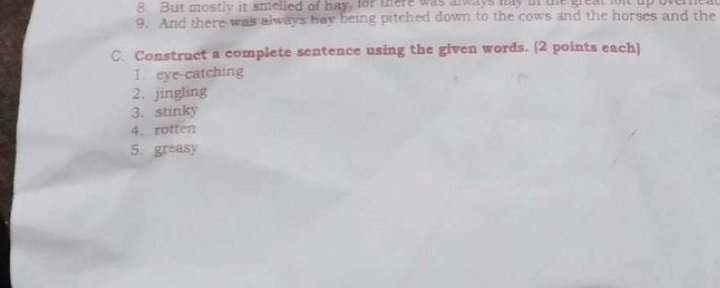 8. But mostly it smelled of hay, for there was always hay in the great loft up overhead
9. And there was always hay being pitched down to the cows and the horses and the
C. Construct a complete sentence using the given words. (2 points each)
1. eye-catching
2. jingling
3. stinky
4. rotten
5. greasy